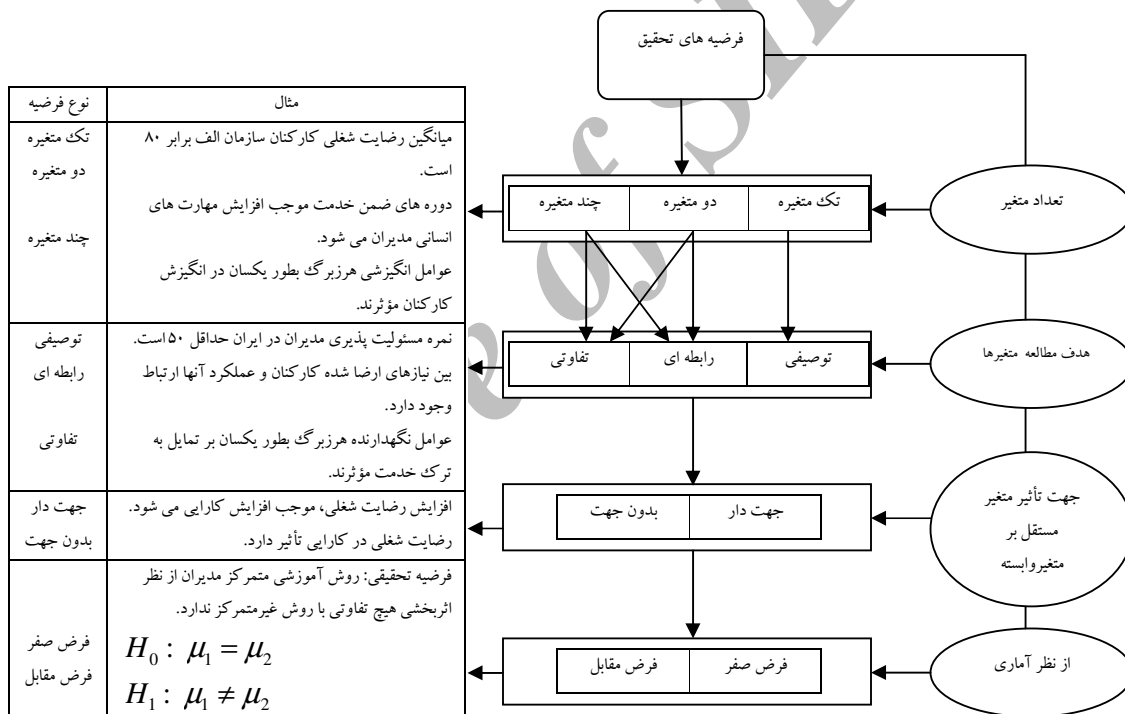 فرضیه های تحقیق
تعداد متغیر
تک متغیره
دو متغیره
چند متغیره
هدف مطالعه متغیرها
توصیفی
رابطه ای
تفاوتی
جهت تأثیر متغیر
مستقل بر
متغیروابسته
جهت دار
بدون جهت
از نظر آماری
فرض صفر
فرض مقابل
نوع فرضیه
مثال
تک متغیره
میانگین رضایت شغلی کارکنان سازمان الف برابر ۸۰
دو متغیره
است.
دوره های ضمن خدمت موجب افزایش مهارت های
چند متغیره
انسانی مدیران می شود.
عوامل انگیزشی هرزبرگ بطور یکسان در انگیزش
کارکنان مؤثرند.
توصیفی
نمره مسئولیت پذیری مدیران در ایران حداقل ۵۰ است.
رابطه ای
بین نیازهای ارضا شده کارکنان و عملکرد آنها ارتباط
وجود دارد.
تفاوتی
عوامل نگهدارنده هرزبرگ بطور یکسان بر تمایل به
ترک خدمت مؤثرند.
جهت دار
افزایش رضایت شغلی، موجب افزایش کارایی می شود.
بدون جهت
رضایت شغلی در کارایی تأثیر دارد.
فرضیه تحقیقی: روش آموزشی متمرکز مدیران از نظر
اثربخشی هیچ تفاوتی با روش غیرمتمرکز ندارد.
فرض صفر
H₀ : μ₁ = μ₂
فرض مقابل
H₁ : μ₁ ≠ μ₂
e of